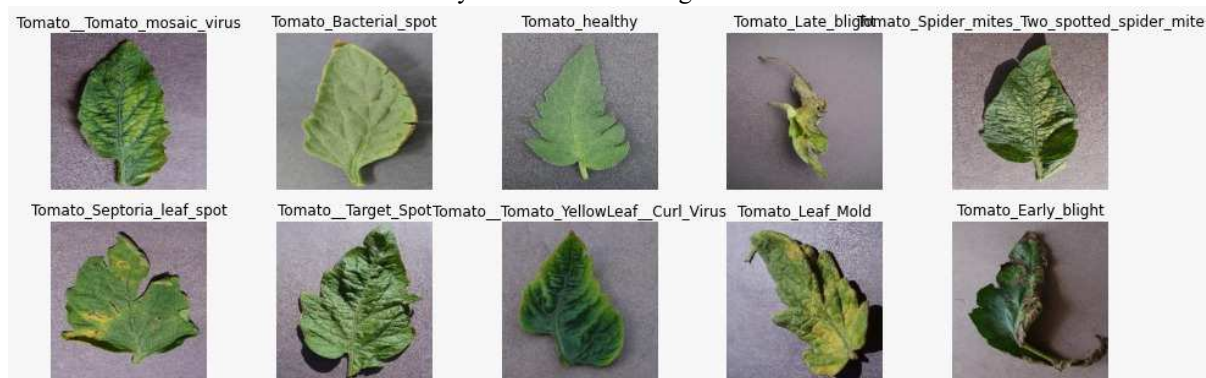 Tomato__Tomato_mosaic_virus
Tomato_Bacterial_spot
Tomato_healthy
Tomato_Late_blight
Tomato_Spider_mites_Two_spotted_spider_mite
Tomato_Septoria_leaf_spot
Tomato__Target_Spot
Tomato__Tomato_YellowLeaf__Curl_Virus
Tomato_Leaf_Mold
Tomato_Early_blight